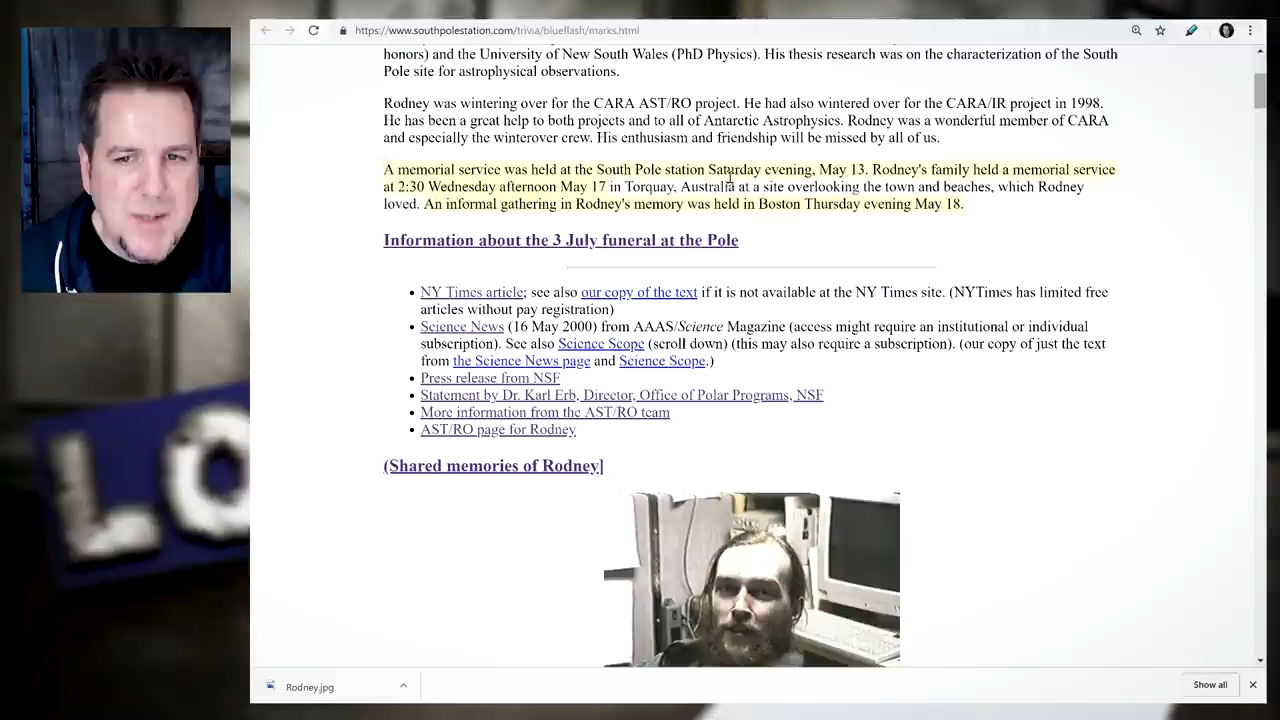 https://www.southpolestation.com/trivia/blueflash/marks.html
honors) and the University of New South Wales (PhD Physics). His thesis research was on the characterization of the South
Pole site for astrophysical observations.
Rodney was wintering over for the CARA AST/RO project. He had also wintered over for the CARA/IR project in 1998.
He has been a great help to both projects and to all of Antarctic Astrophysics. Rodney was a wonderful member of CARA
and especially the winterover crew. His enthusiasm and friendship will be missed by all of us.
A memorial service was held at the South Pole station Saturday evening, May 13. Rodney's family held a memorial service
at 2:30 Wednesday afternoon May 17 in Torquay, Australia at a site overlooking the town and beaches, which Rodney
loved. An informal gathering in Rodney's memory was held in Boston Thursday evening May 18.
Information about the 3 July funeral at the Pole
• NY Times article; see also our copy of the text if it is not available at the NY Times site. (NYTimes has limited free
articles without pay registration)
• Science News (16 May 2000) from AAAS/Science Magazine (access might require an institutional or individual
subscription). See also Science Scope (scroll down) (this may also require a subscription). (our copy of just the text
from the Science News page and Science Scope.)
• Press release from NSF
• Statement by Dr. Karl Erb, Director, Office of Polar Programs, NSF
• More information from the AST/RO team
• AST/RO page for Rodney
(Shared memories of Rodney]
LO
Rodney.jpg
Show all